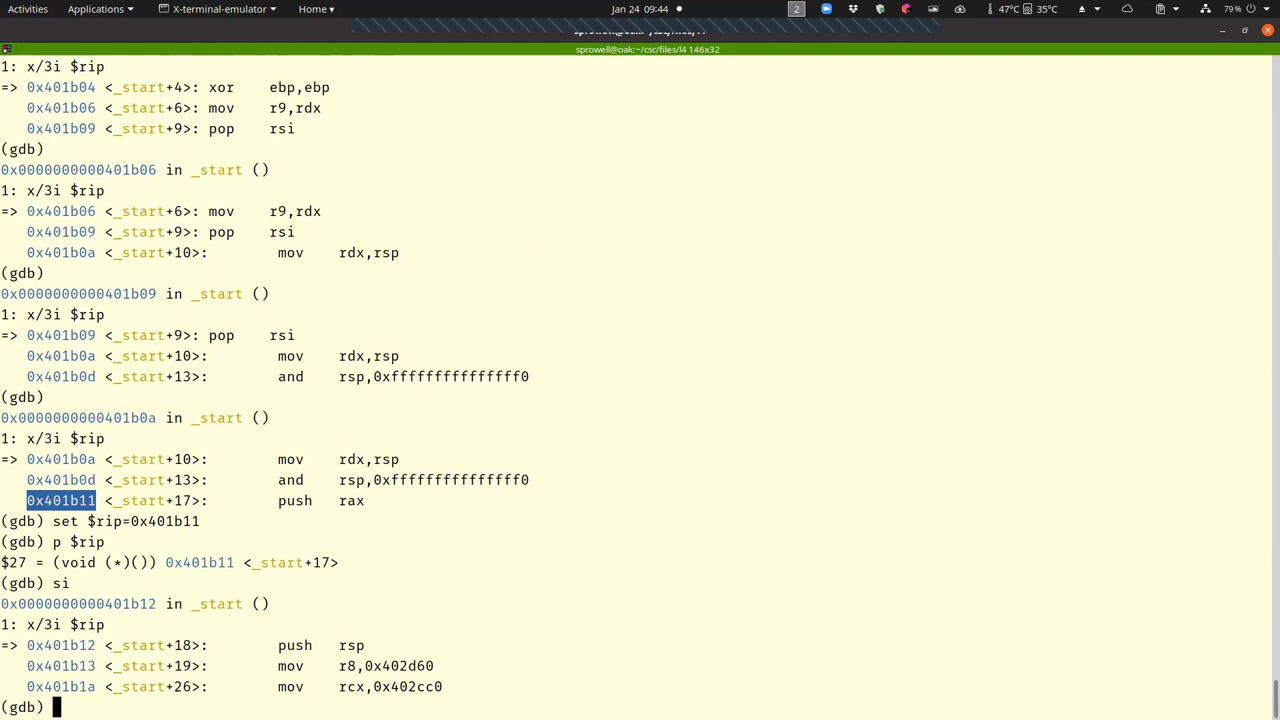 Activities Applications X-terminal-emulator Home Jan 24 09:44 2 47°C 35°C 79%
sprowell@oak:~/csc/files/l4 146x32
1: x/3i $rip
=> 0x401b04 <_start+4>: xor    ebp,ebp
   0x401b06 <_start+6>: mov    r9,rdx
   0x401b09 <_start+9>: pop    rsi
(gdb)
0x0000000000401b06 in _start ()
1: x/3i $rip
=> 0x401b06 <_start+6>: mov    r9,rdx
   0x401b09 <_start+9>: pop    rsi
   0x401b0a <_start+10>:        mov    rdx,rsp
(gdb)
0x0000000000401b09 in _start ()
1: x/3i $rip
=> 0x401b09 <_start+9>: pop    rsi
   0x401b0a <_start+10>:        mov    rdx,rsp
   0x401b0d <_start+13>:        and    rsp,0xfffffffffffffff0
(gdb)
0x0000000000401b0a in _start ()
1: x/3i $rip
=> 0x401b0a <_start+10>:        mov    rdx,rsp
   0x401b0d <_start+13>:        and    rsp,0xfffffffffffffff0
   0x401b11 <_start+17>:        push   rax
(gdb) set $rip=0x401b11
(gdb) p $rip
$27 = (void (*)()) 0x401b11 <_start+17>
(gdb) si
0x0000000000401b12 in _start ()
1: x/3i $rip
=> 0x401b12 <_start+18>:        push   rsp
   0x401b13 <_start+19>:        mov    r8,0x402d60
   0x401b1a <_start+26>:        mov    rcx,0x402cc0
(gdb)